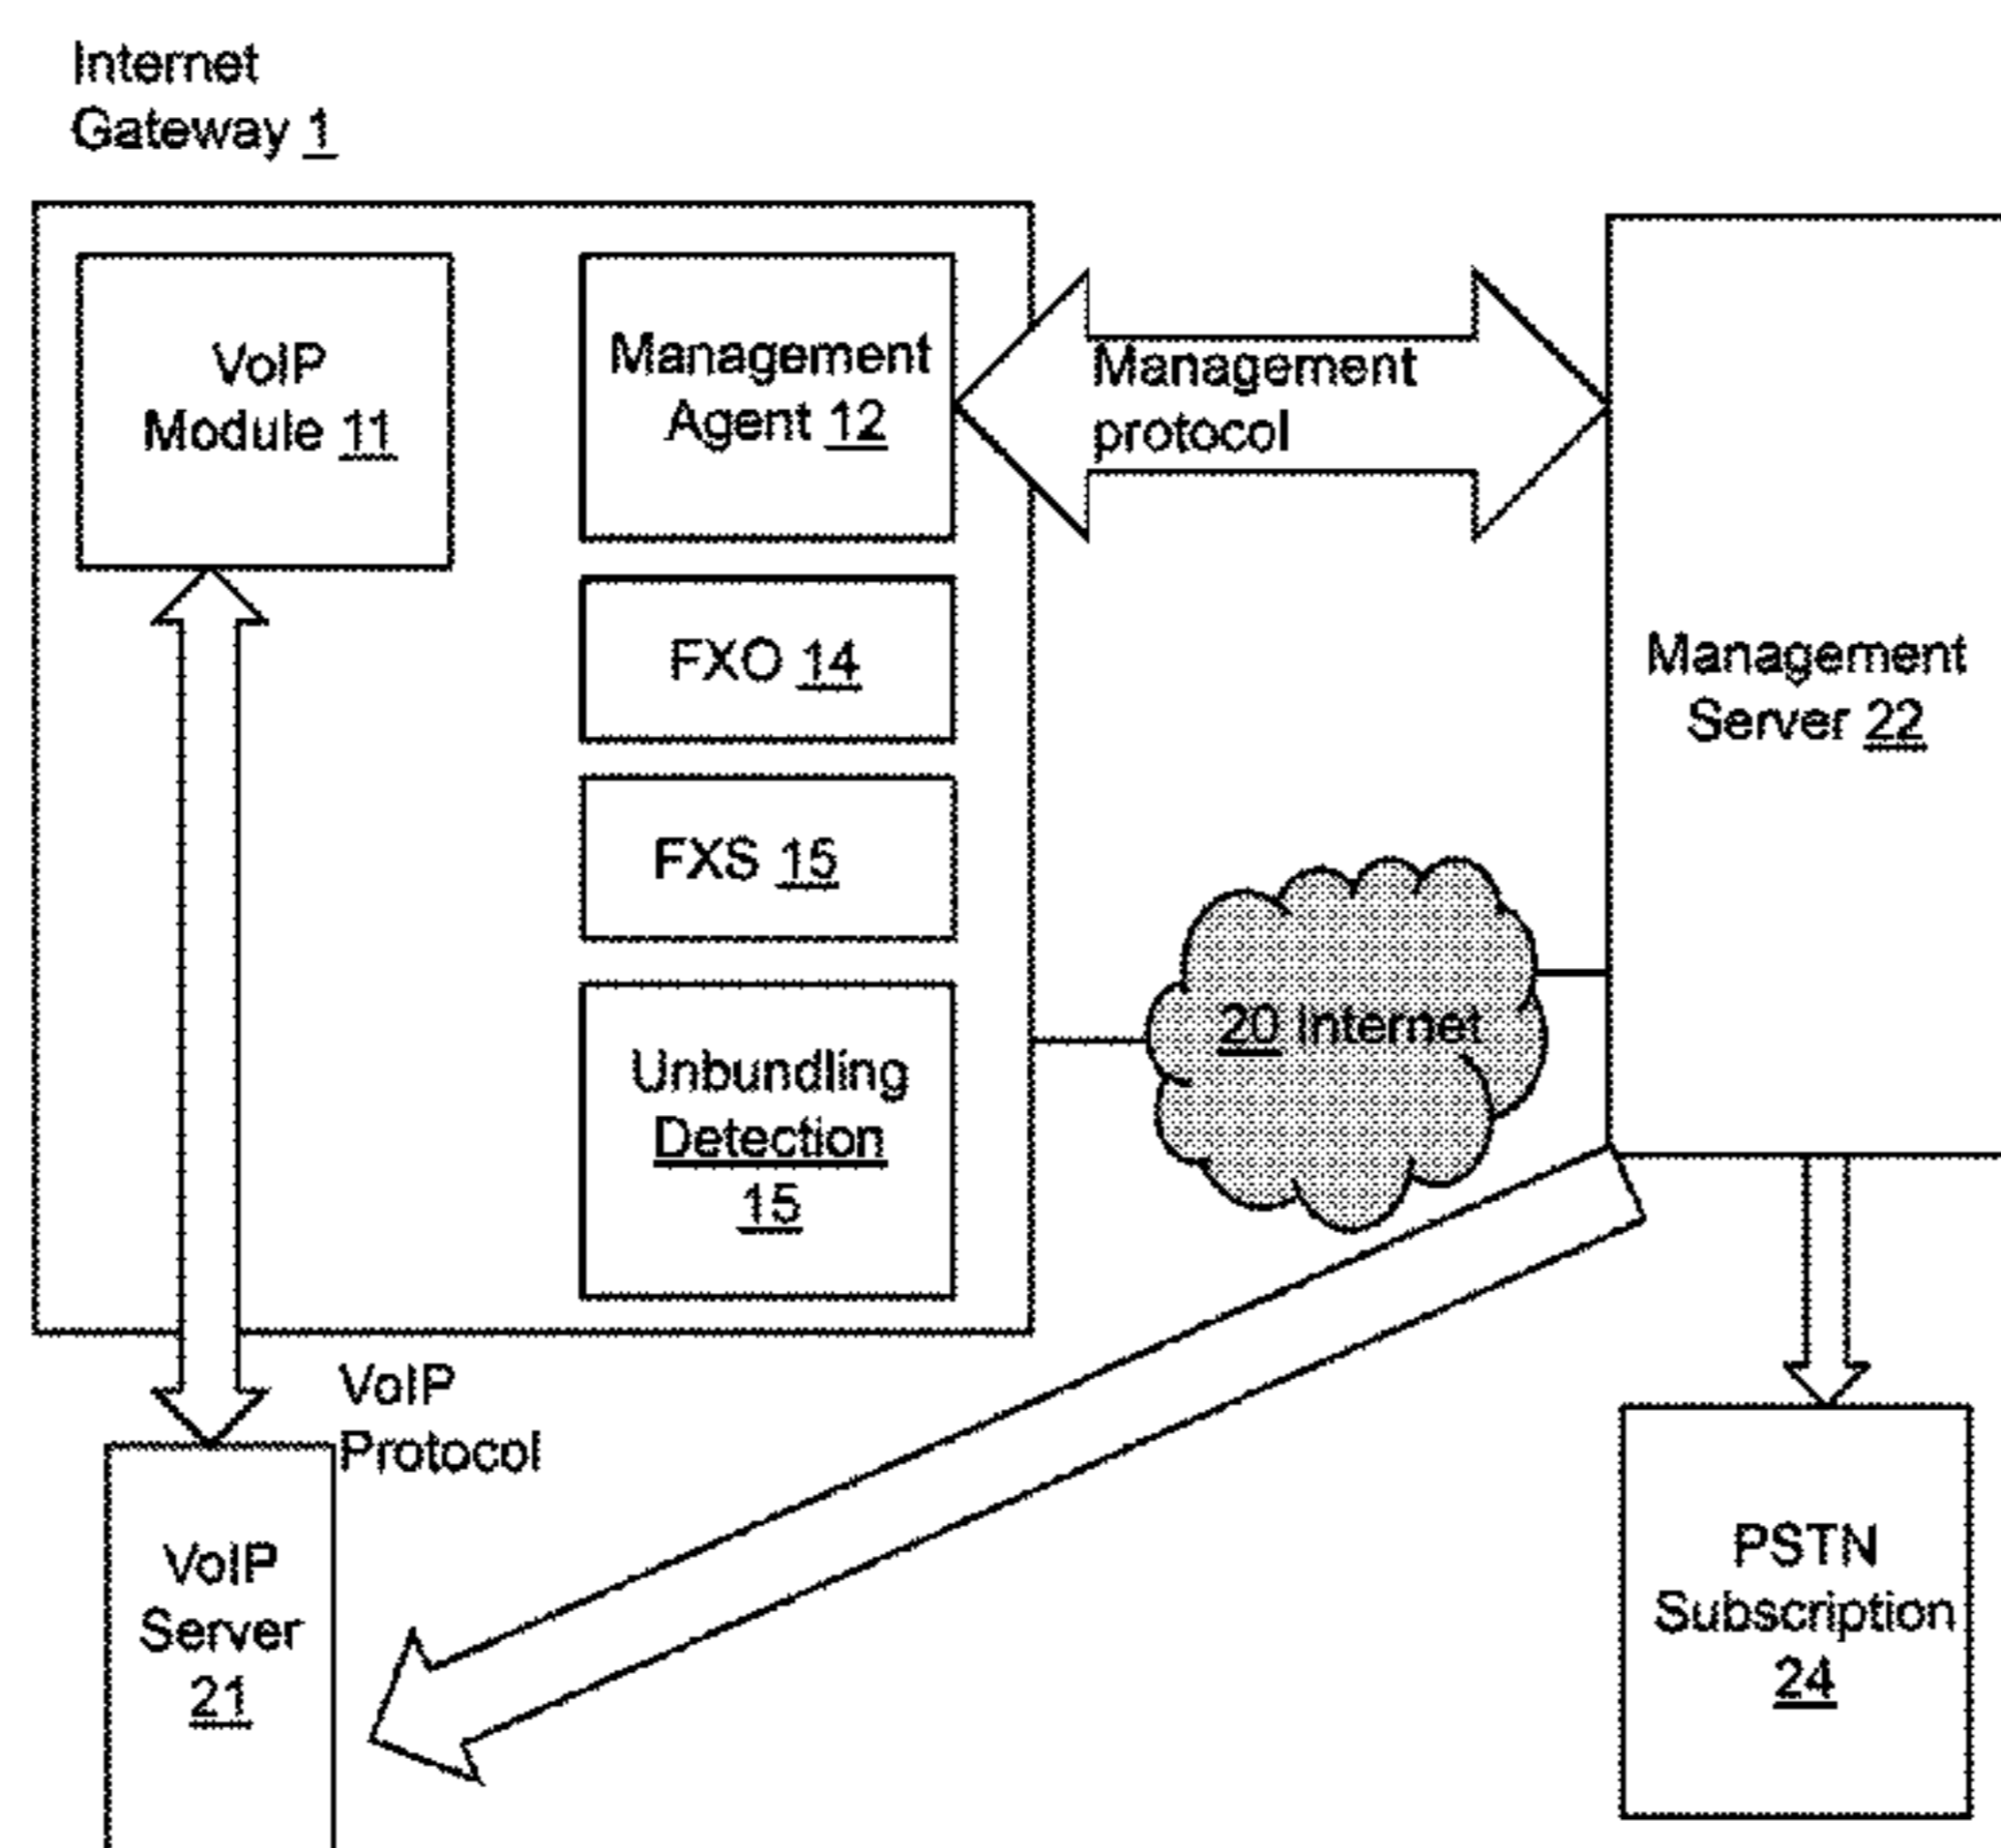 Internet
Gateway 1
VoIP
Module 11
Management
Agent 12
Management
protocol
FXO 14
FXS 15
Unbundling
Detection
15
20 Internet
Management
Server 22
VoIP
Protocol
VoIP
Server
21
PSTN
Subscription
24